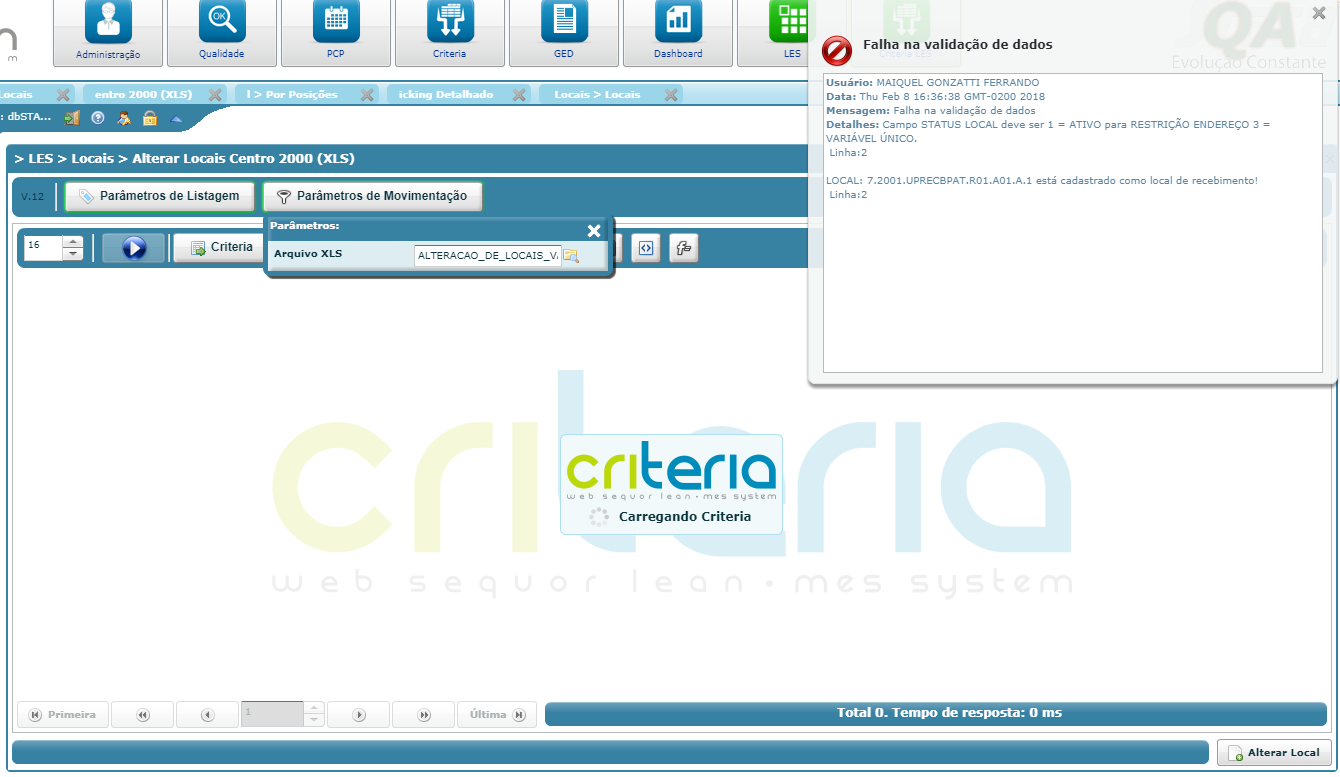 m
Administração
Qualidade
PCP
Criteria
GED
Dashboard
LES
Criteria LES
QA
Evolução Constante
Falha na validação de dados
Usuário: MAIQUEL GONZATTI FERRANDO
Data: Thu Feb 8 16:36:38 GMT-0200 2018
Mensagem: Falha na validação de dados
Detalhes: Campo STATUS LOCAL deve ser 1 = ATIVO para RESTRIÇÃO ENDEREÇO 3 =
VARIÁVEL ÚNICO.
Linha:2
LOCAL: 7.2001.UPRECBPAT.R01.A01.A.1 está cadastrado como local de recebimento!
Linha:2
Locais
entro 2000 (XLS)
l > Por Posições
icking Detalhado
Locais > Locais
: dbSTA...
> LES > Locais > Alterar Locais Centro 2000 (XLS)
V.12
Parâmetros de Listagem
Parâmetros de Movimentação
Parâmetros:
16
Criteria
Arquivo XLS
ALTERACAO_DE_LOCAIS_V
criteria
web sequor lean·mes system
criteria
web sequor lean·mes system
Carregando Criteria
Primeira
1
Última
Total 0. Tempo de resposta: 0 ms
Alterar Local